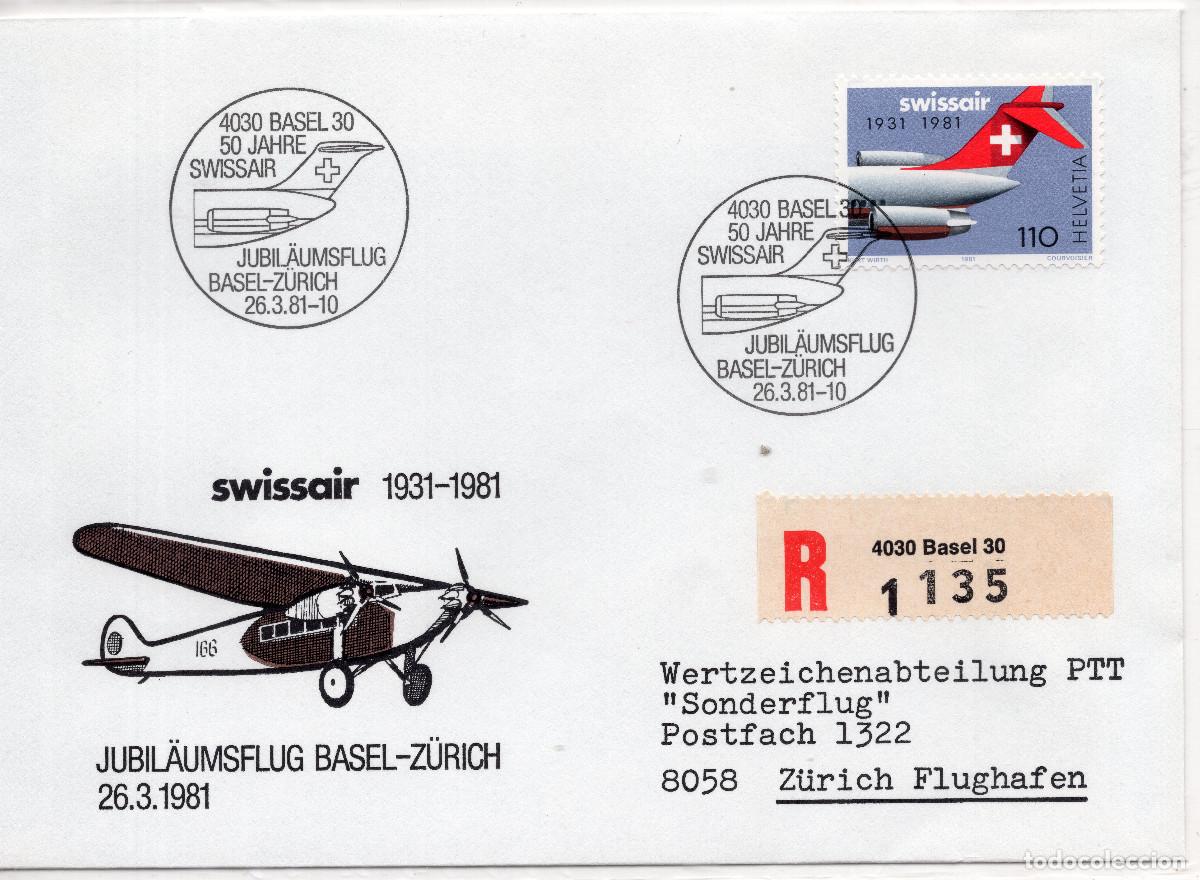 4030 BASEL 30
50 JAHRE
SWISSAIR
JUBILÄUMSFLUG
BASEL-ZÜRICH
26.3.81-10
swissair
1931 1981
HELVETIA
110
WIRTH 1981 COURVOISIER
4030 BASEL 30
50 JAHRE
SWISSAIR
JUBILÄUMSFLUG
BASEL-ZÜRICH
26.3.81-10
swissair 1931-1981
166
JUBILÄUMSFLUG BASEL-ZÜRICH
26.3.1981
R
4030 Basel 30
1135
Wertzeichenabteilung PTT
"Sonderflug"
Postfach 1322
8058 Zürich Flughafen
todocoleccion